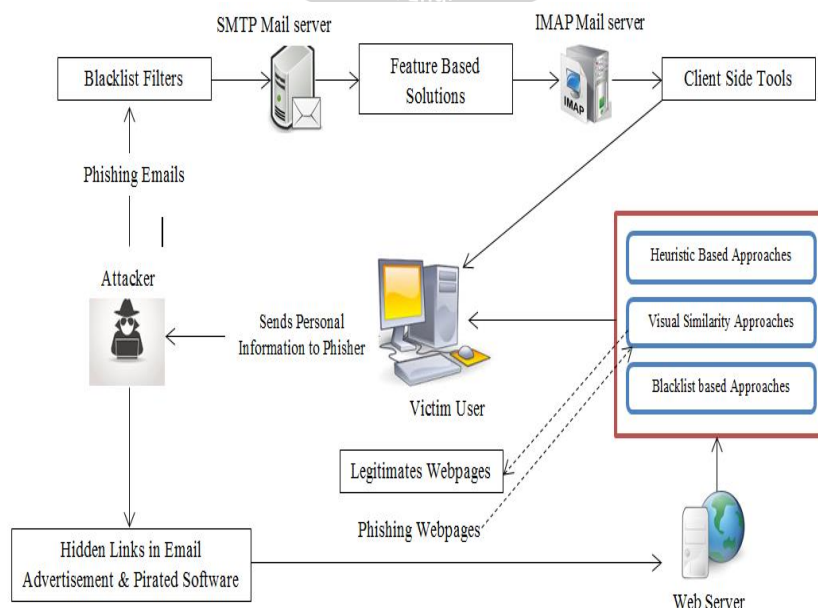 SMTP Mail server
IMAP Mail server
Blacklist Filters
Feature Based
Solutions
IMAP
Client Side Tools
Phishing Emails
Attacker
Heuristic Based Approaches
Visual Similarity Approaches
Blacklist based Approaches
Sends Personal
Information to Phisher
Victim User
Legitimates Webpages
Phishing Webpages
Hidden Links in Email
Advertisement & Pirated Software
Web Server